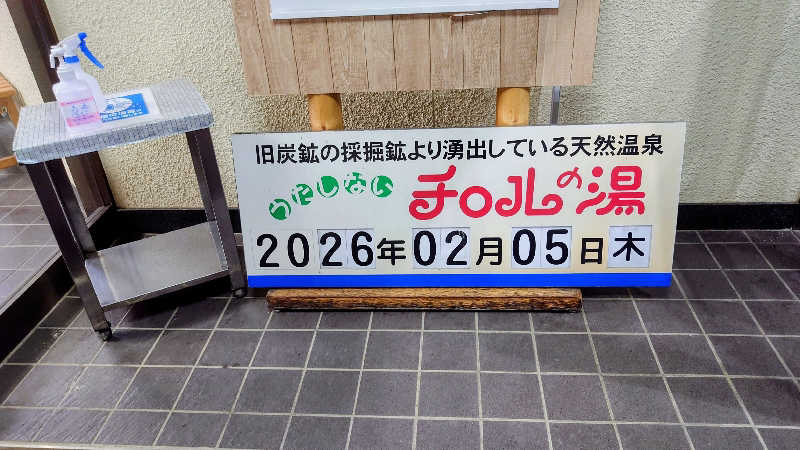 旧炭鉱の採掘鉱より湧出している天然温泉
うたしない チロルの湯
2026年02月05日木